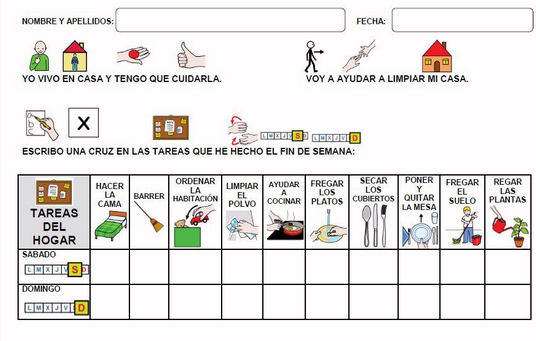 NOMBRE Y APELLIDOS: FECHA:
YO VIVO EN CASA Y TENGO QUE CUIDARLA. VOY A AYUDAR A LIMPIAR MI CASA.
X
L M X J V S D L M X J V S D
ESCRIBO UNA CRUZ EN LAS TAREAS QUE HE HECHO EL FIN DE SEMANA:
TAREAS
DEL
HOGAR
HACER
LA
CAMA
BARRER
ORDENAR
LA
HABITACIÓN
LIMPIAR
EL
POLVO
AYUDAR
A
COCINAR
FREGAR
LOS
PLATOS
SECAR
LOS
CUBIERTOS
PONER
Y
QUITAR
LA MESA
FREGAR
EL
SUELO
REGAR
LAS
PLANTAS
SÁBADO
L M X J V S D
DOMINGO
L M X J V S D